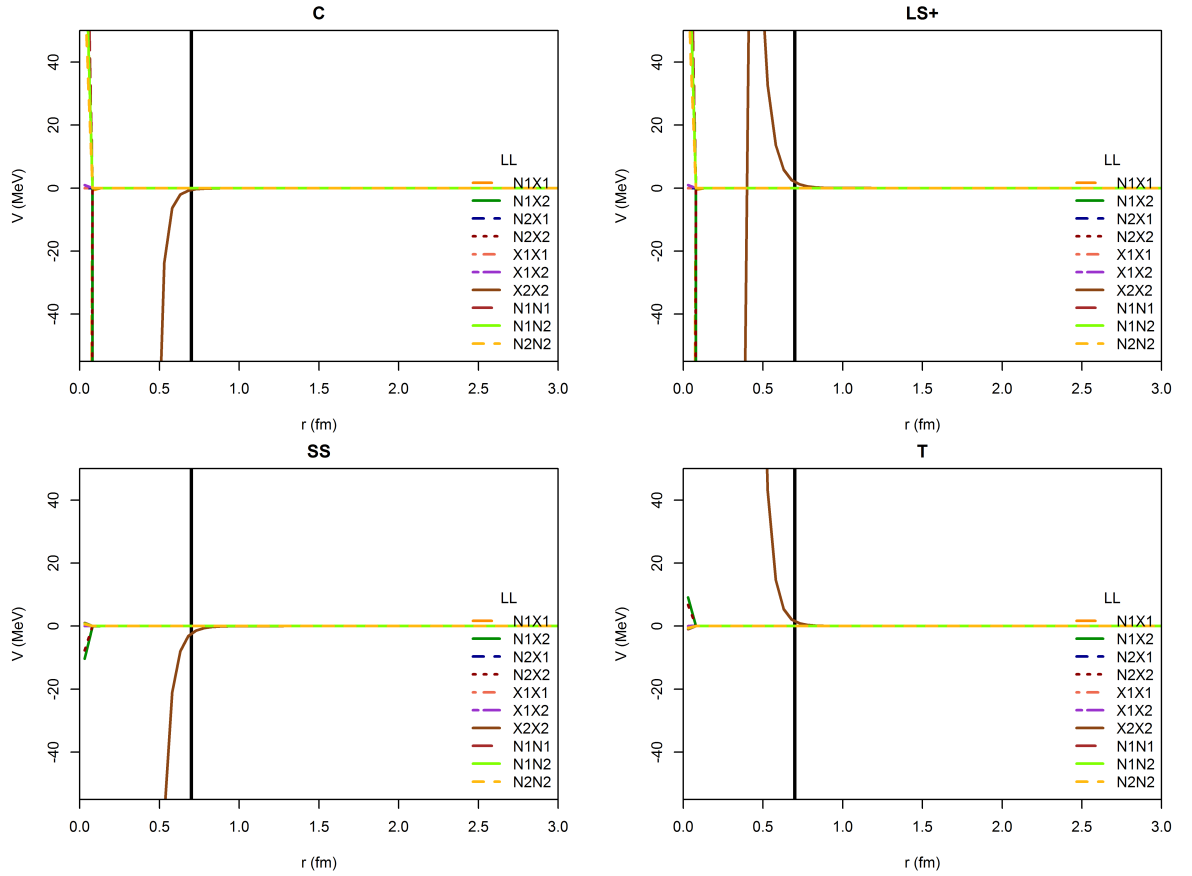 C
V (MeV)
40
20
0
-20
-40
0.0 0.5 1.0 1.5 2.0 2.5 3.0
r (fm)
LL
N1X1
N1X2
N2X1
N2X2
X1X1
X1X2
X2X2
N1N1
N1N2
N2N2
LS+
V (MeV)
40
20
0
-20
-40
0.0 0.5 1.0 1.5 2.0 2.5 3.0
r (fm)
LL
N1X1
N1X2
N2X1
N2X2
X1X1
X1X2
X2X2
N1N1
N1N2
N2N2
SS
V (MeV)
40
20
0
-20
-40
0.0 0.5 1.0 1.5 2.0 2.5 3.0
r (fm)
LL
N1X1
N1X2
N2X1
N2X2
X1X1
X1X2
X2X2
N1N1
N1N2
N2N2
T
V (MeV)
40
20
0
-20
-40
0.0 0.5 1.0 1.5 2.0 2.5 3.0
r (fm)
LL
N1X1
N1X2
N2X1
N2X2
X1X1
X1X2
X2X2
N1N1
N1N2
N2N2